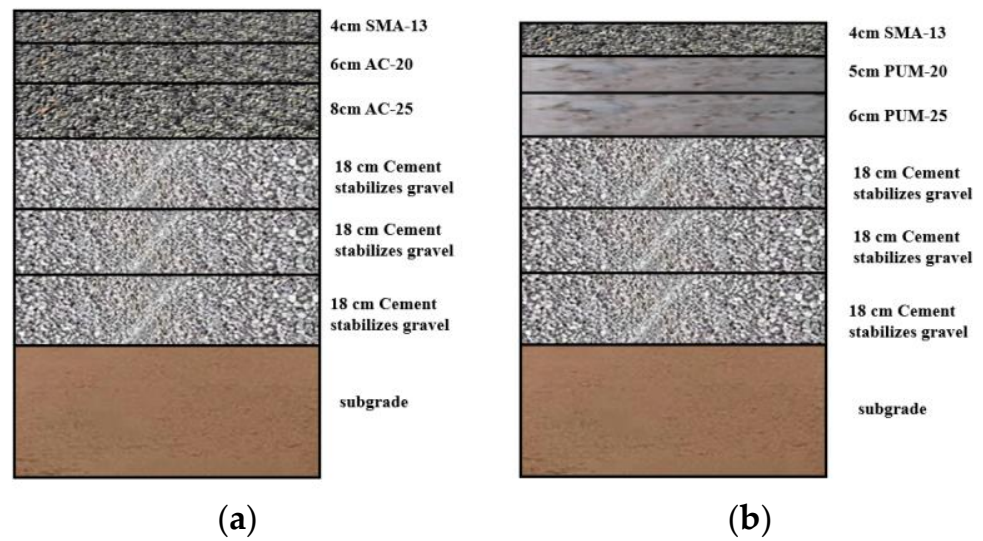 4cm SMA-13
6cm AC-20
8cm AC-25
18 cm Cement
stabilizes gravel
18 cm Cement
stabilizes gravel
18 cm Cement
stabilizes gravel
subgrade
(a)
4cm SMA-13
5cm PUM-20
6cm PUM-25
18 cm Cement
stabilizes gravel
18 cm Cement
stabilizes gravel
18 cm Cement
stabilizes gravel
subgrade
(b)